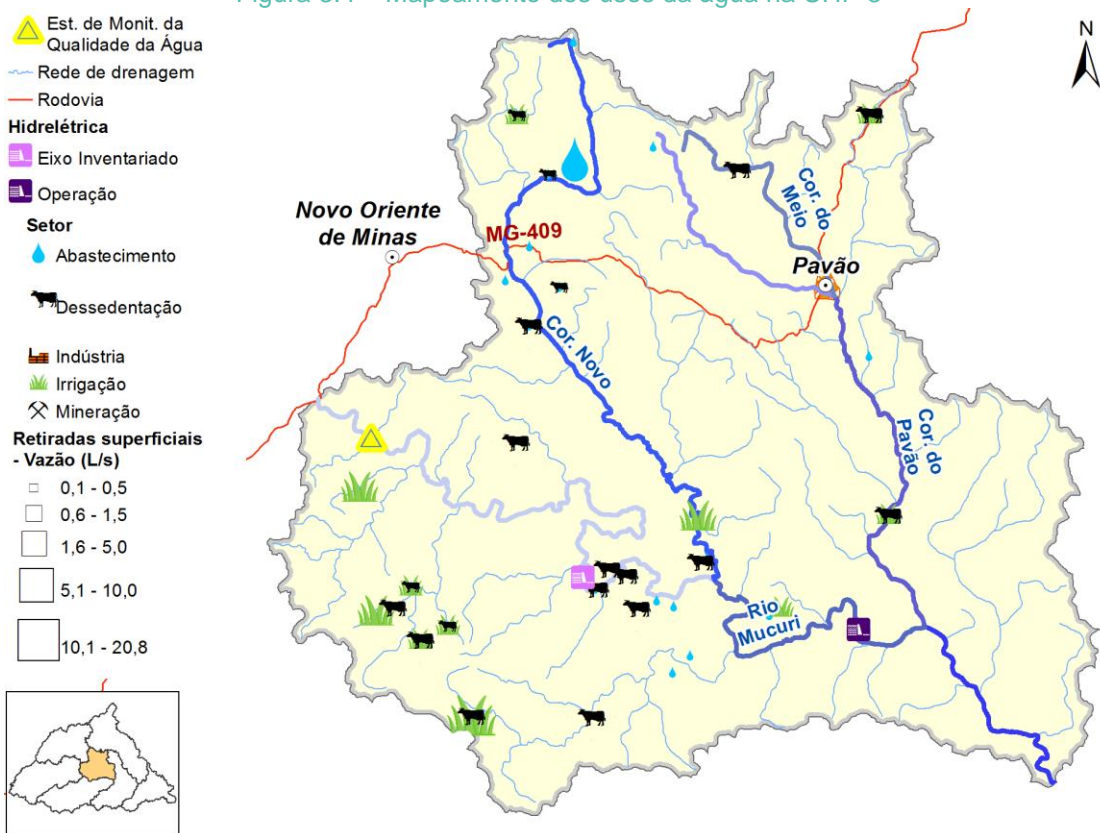 Est. de Monit. da
Qualidade da Água
Rede de drenagem
Rodovia
Hidrelétrica
Eixo Inventariado
Operação
Setor
Abastecimento
Dessedentação
Indústria
Irrigação
Mineração
Retiradas superficiais
- Vazão (L/s)
0,1 - 0,5
0,6 - 1,5
1,6 - 5,0
5,1 - 10,0
10,1 - 20,8
N
Novo Oriente
de Minas
MG-409
Cor. do
Meio
Pavão
Cor. Novo
Cor. do
Pavão
Rio
Mucuri